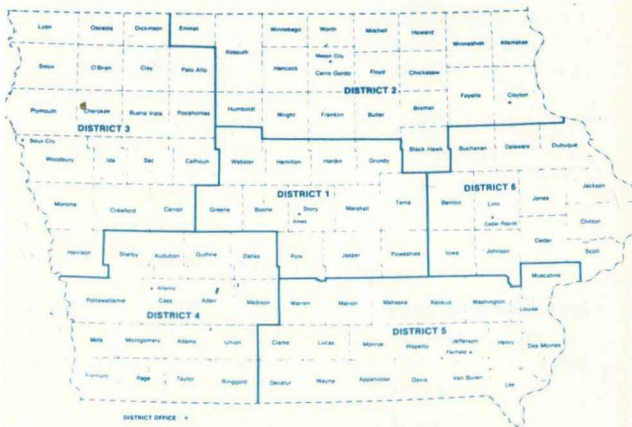 Lyon Osceola Dickinson Emmet Winnebago Worth Mitchell Howard
Kossuth Winneshiek Allamakee
Mason City
Sioux O'Brien Clay Palo Alto Hancock Cerro Gordo Floyd Chickasaw
DISTRICT 2
Fayette Clayton
Plymouth Cherokee Buena Vista Pocahontas Humboldt Wright Franklin Butler Bremer
DISTRICT 3
Sioux City
Woodbury Ida Sac Calhoun Webster Hamilton Hardin Grundy Black Hawk Buchanan Delaware Dubuque
DISTRICT 1
DISTRICT 6
Monona Crawford Carroll Greene Boone Story Marshall Tama Benton Linn Jones Jackson
Ames
Cedar Rapids
Clinton
Harrison Shelby Audubon Guthrie Dallas Polk Jasper Poweshiek Iowa Johnson Cedar Scott
Muscatine
Atlantic
Pottawattamie Cass Adair Madison Warren Marion Mahaska Keokuk Washington Louisa
DISTRICT 4
DISTRICT 5
Mills Montgomery Adams Union Clarke Lucas Monroe Wapello Jefferson Henry Des Moines
Fairfield
Fremont Page Taylor Ringgold Decatur Wayne Appanoose Davis Van Buren Lee
DISTRICT OFFICE